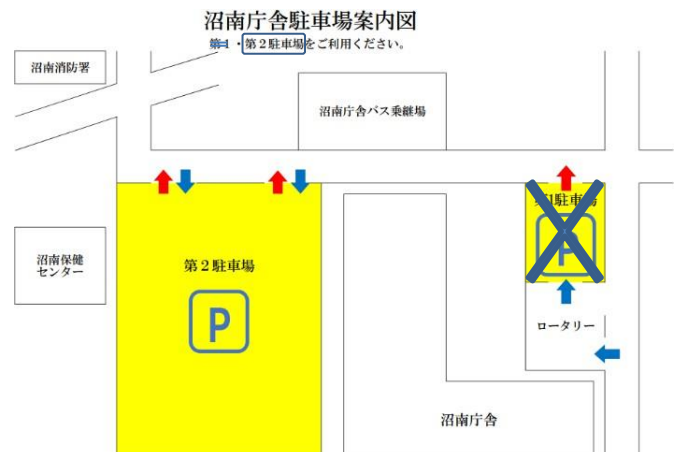 沼南庁舎駐車場案内図
第1・第2駐車場をご利用ください。
沼南消防署
沼南庁舎バス乗継場
第1駐車場
P
沼南保健
センター
第2駐車場
P
ロータリー
沼南庁舎